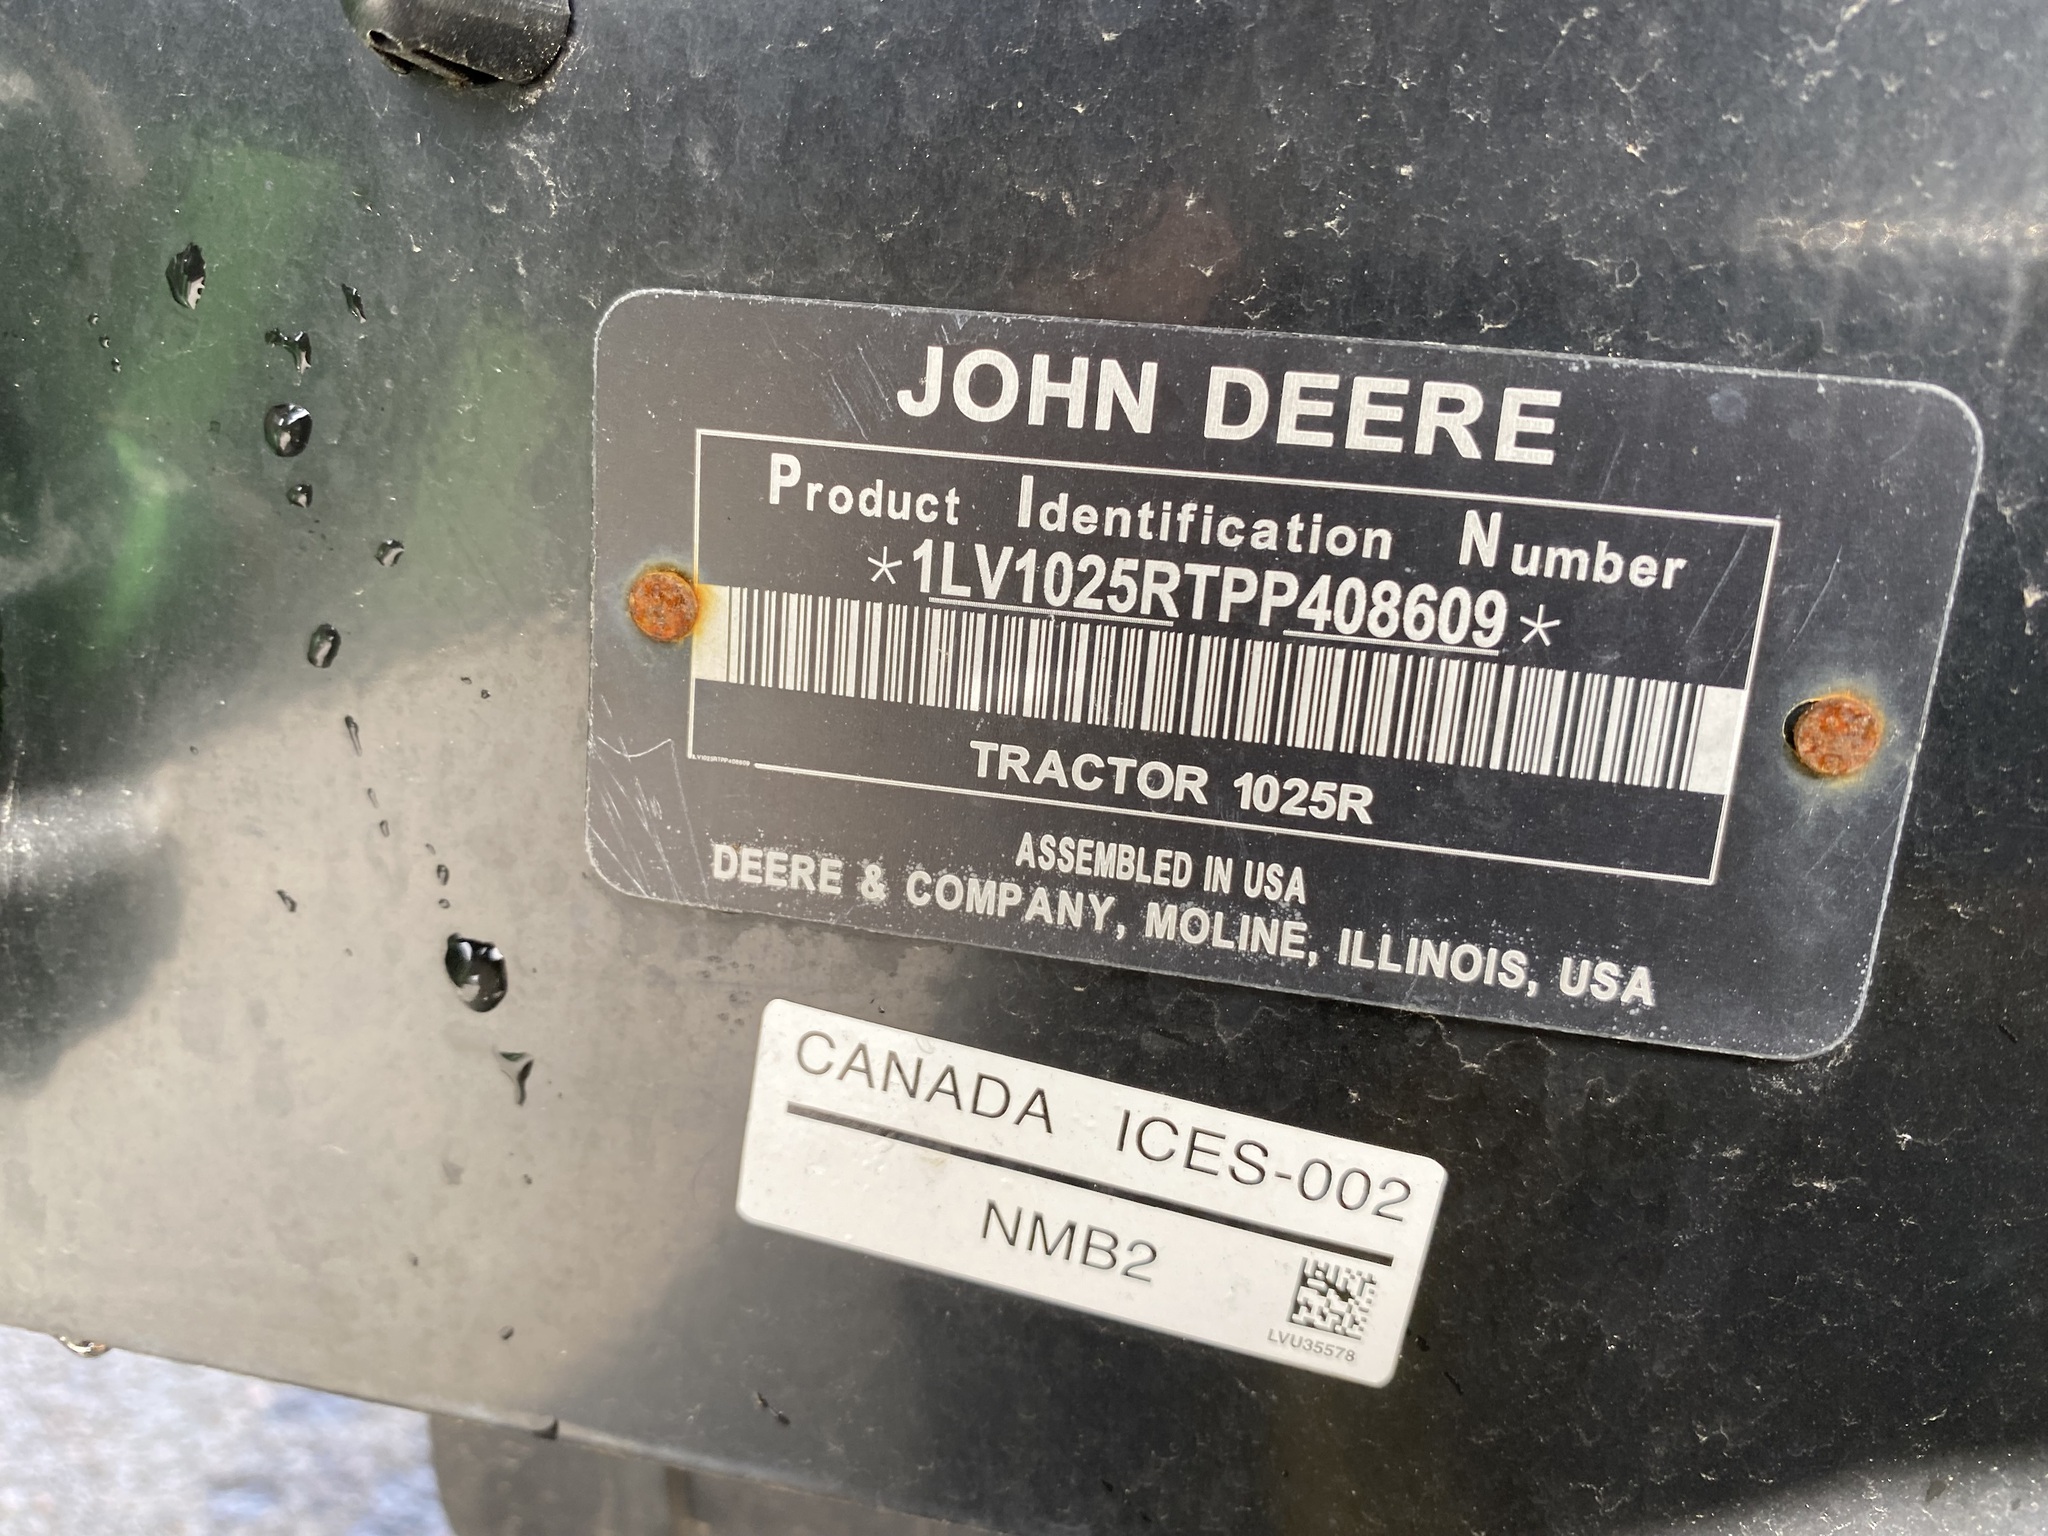 JOHN DEERE
Product Identification Number
*1LV1025RTPP408609*
TRACTOR 1025R
ASSEMBLED IN USA
DEERE & COMPANY, MOLINE, ILLINOIS, USA
CANADA ICES-002
NMB2
LVU35578